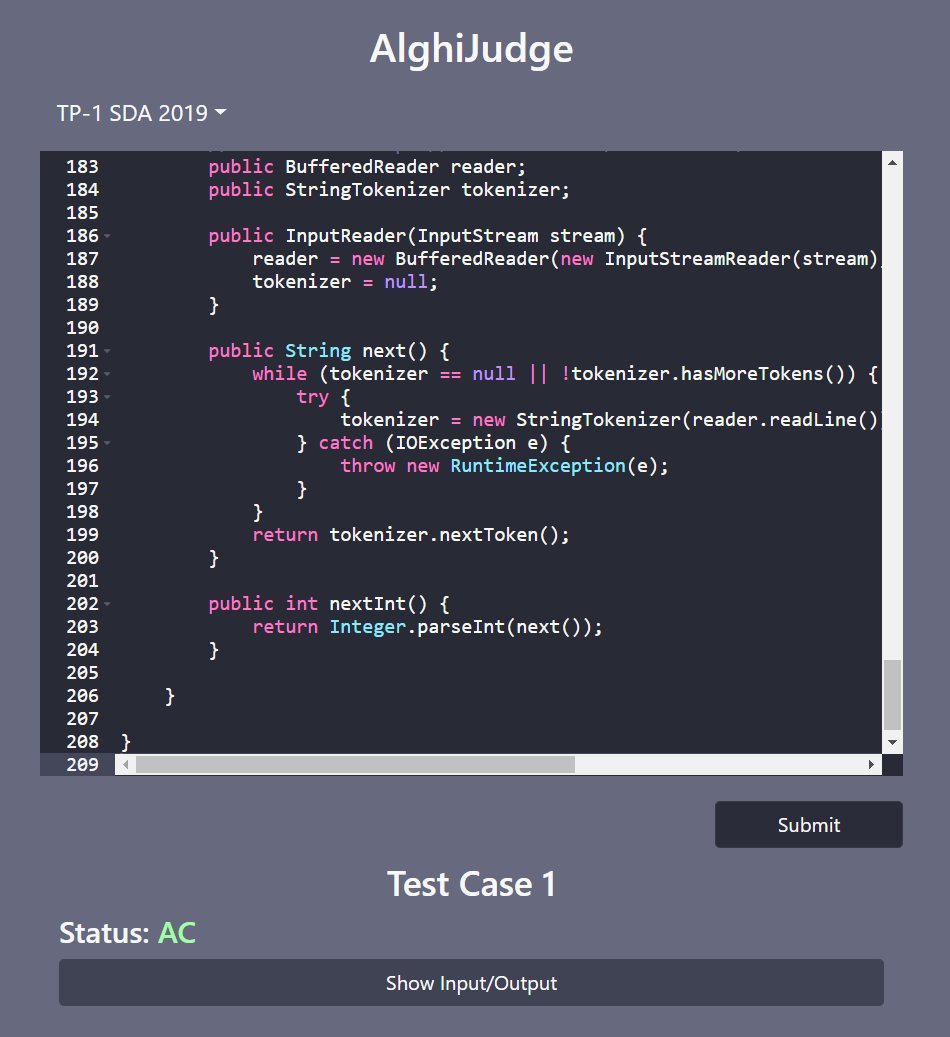 AlghiJudge
TP-1 SDA 2019
183 public BufferedReader reader;
184 public StringTokenizer tokenizer;
185
186 public InputReader(InputStream stream) {
187 reader = new BufferedReader(new InputStreamReader(stream)
188 tokenizer = null;
189 }
190
191 public String next() {
192 while (tokenizer == null || !tokenizer.hasMoreTokens()) {
193 try {
194 tokenizer = new StringTokenizer(reader.readLine()
195 } catch (IOException e) {
196 throw new RuntimeException(e);
197 }
198 }
199 return tokenizer.nextToken();
200 }
201
202 public int nextInt() {
203 return Integer.parseInt(next());
204 }
205
206 }
207
208 }
209
Submit
Test Case 1
Status: AC
Show Input/Output